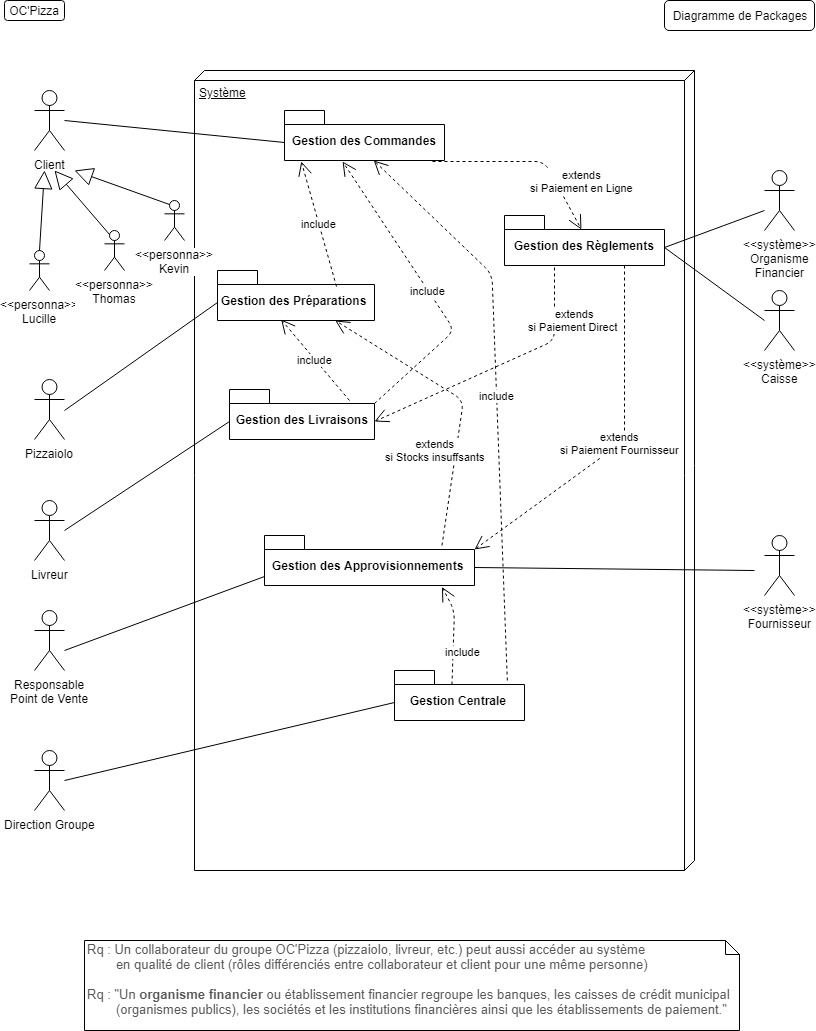 OC'Pizza
Diagramme de Packages
Système
Gestion des Commandes
Client
extends
si Paiement en Ligne
include
<<système>>
Organisme
Financier
Gestion des Règlements
<<personna>>
Kevin
<<personna>>
Thomas
<<personna>>
Lucille
Gestion des Préparations
include
extends
si Paiement Direct
<<système>>
Caisse
include
include
Gestion des Livraisons
Pizzaiolo
extends
si Stocks insuffsants
extends
si Paiement Fournisseur
Livreur
Gestion des Approvisionnements
<<système>>
Fournisseur
include
Responsable
Point de Vente
Gestion Centrale
Direction Groupe
Rq : Un collaborateur du groupe OC'Pizza (pizzaiolo, livreur, etc.) peut aussi accéder au système
en qualité de client (rôles différenciés entre collaborateur et client pour une même personne)
Rq : "Un organisme financier ou établissement financier regroupe les banques, les caisses de crédit municipal
(organismes publics), les sociétés et les institutions financières ainsi que les établissements de paiement."